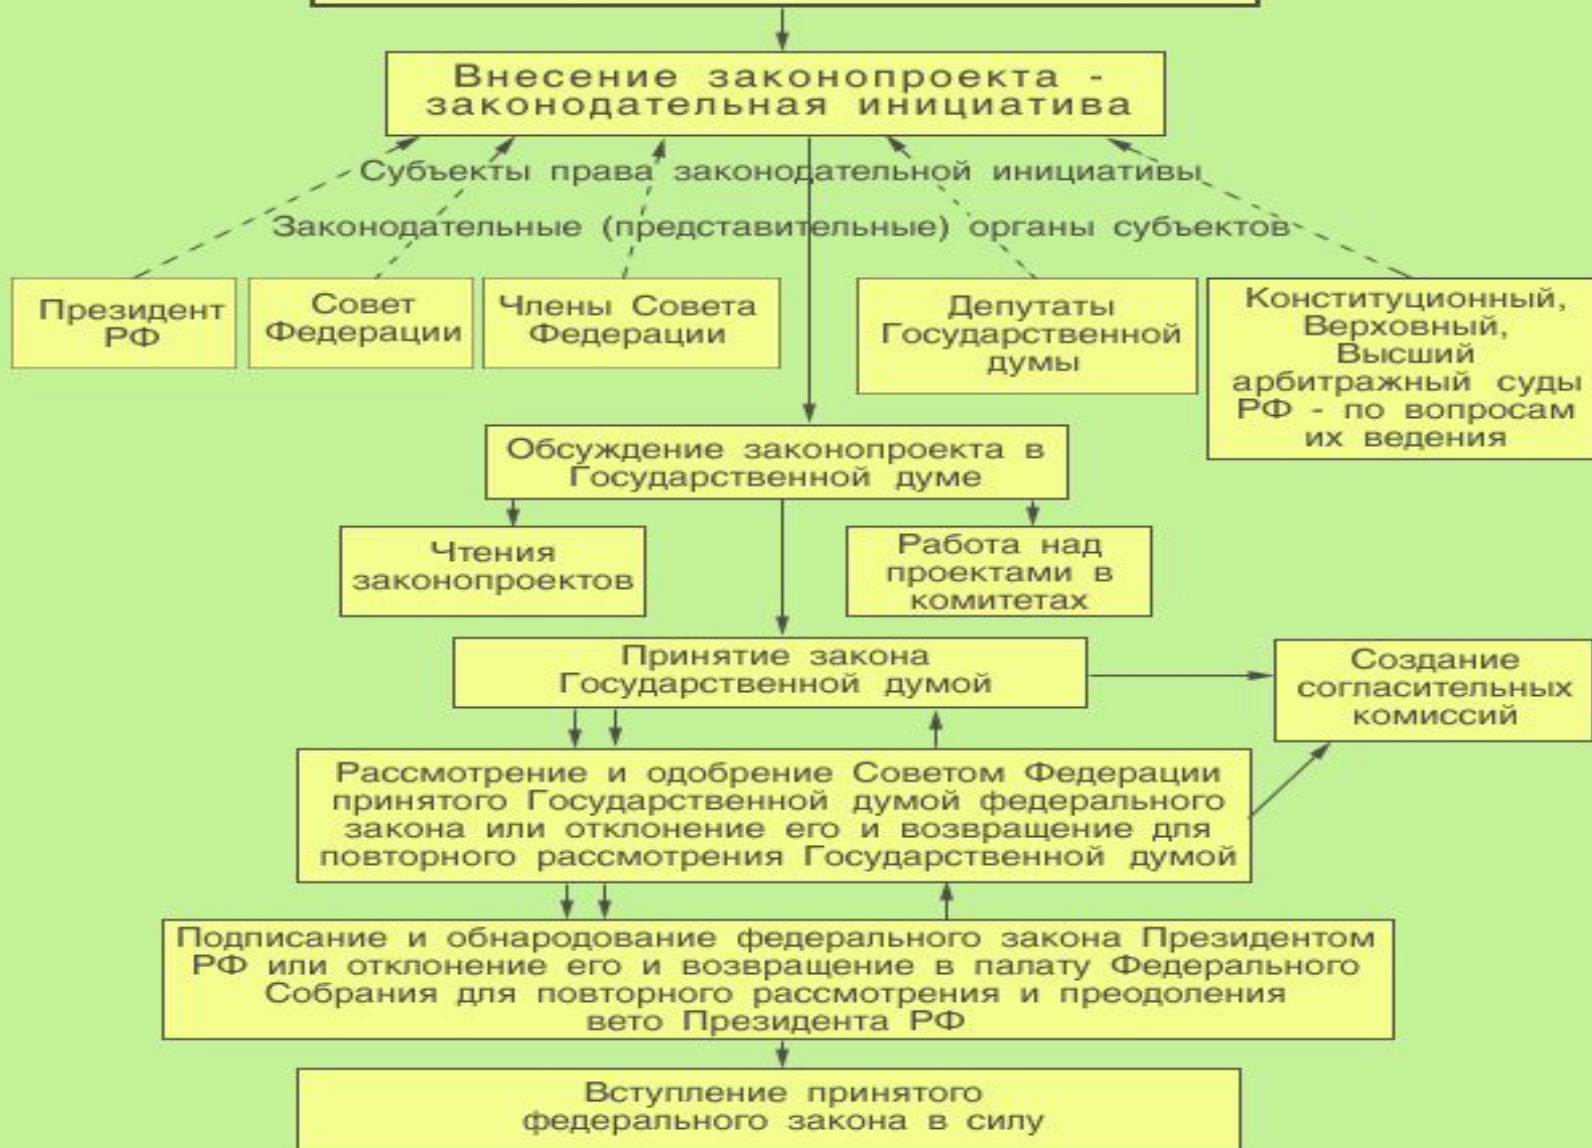 Внесение законопроекта -
законодательная инициатива
Субъекты права законодательной инициативы
Законодательные (представительные) органы субъектов
Президент
РФ
Совет
Федерации
Члены Совета
Федерации
Депутаты
Государственной
думы
Конституционный,
Верховный,
Высший
арбитражный суды
РФ - по вопросам
их ведения
Обсуждение законопроекта в
Государственной думе
Чтения
законопроектов
Работа над
проектами в
комитетах
Принятие закона
Государственной думой
Создание
согласительных
комиссий
Рассмотрение и одобрение Советом Федерации
принятого Государственной думой федерального
закона или отклонение его и возвращение для
повторного рассмотрения Государственной думой
Подписание и обнародование федерального закона Президентом
РФ или отклонение его и возвращение в палату Федерального
Собрания для повторного рассмотрения и преодоления
вето Президента РФ
Вступление принятого
федерального закона в силу